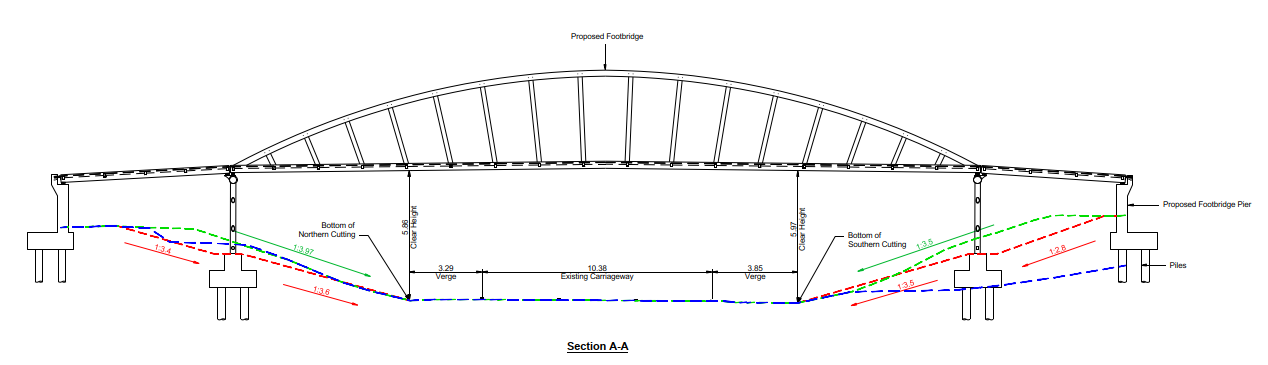 Proposed Footbridge
5.86
Clear Height
5.97
Clear Height
Proposed Footbridge Pier
Bottom of
Northern Cutting
Bottom of
Southern Cutting
1:3.4
1:3.97
1:3.5
1:2.8
3.29
Verge
10.38
Existing Carriageway
3.85
Verge
Piles
1:3.6
1:3.5
Section A-A